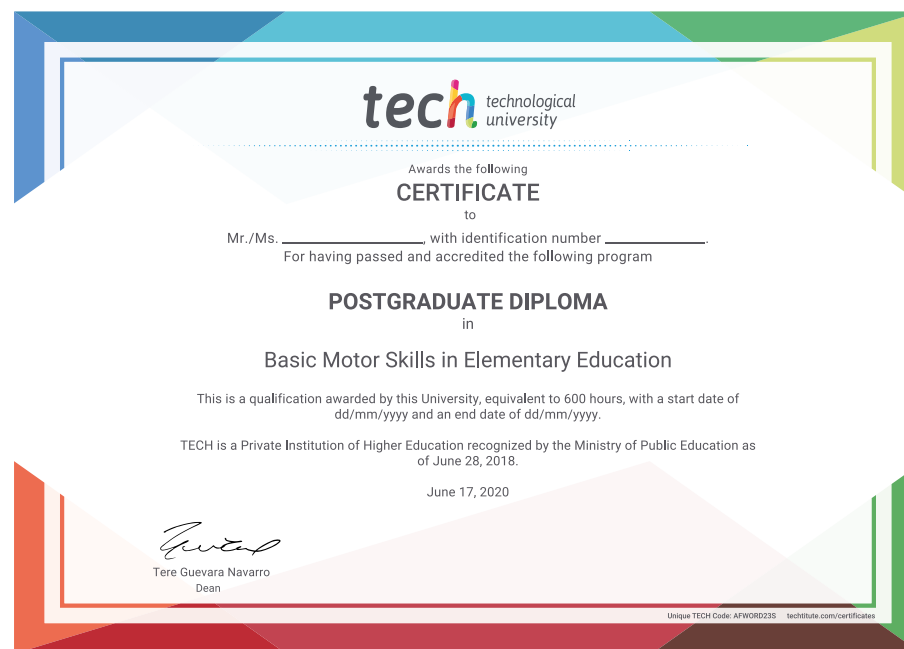 tech technological
university
Awards the following
CERTIFICATE
to
Mr./Ms. ____________________, with identification number ______________.
For having passed and accredited the following program
POSTGRADUATE DIPLOMA
in
Basic Motor Skills in Elementary Education
This is a qualification awarded by this University, equivalent to 600 hours, with a start date of
dd/mm/yyyy and an end date of dd/mm/yyyy.
TECH is a Private Institution of Higher Education recognized by the Ministry of Public Education as
of June 28, 2018.
June 17, 2020
Tere Guevara Navarro
Dean
Unique TECH Code: AFWORD23S techtitute.com/certificates